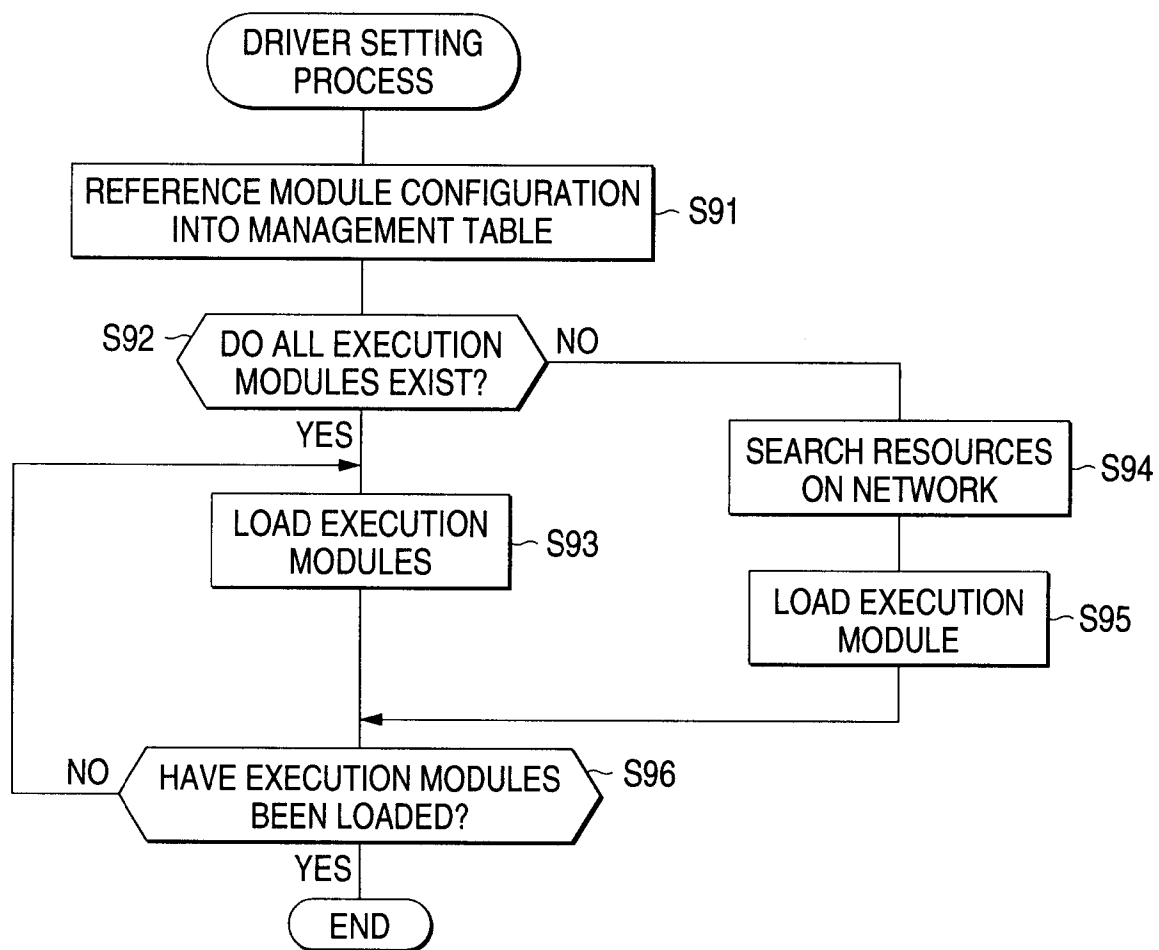 DRIVER SETTING
PROCESS
REFERENCE MODULE CONFIGURATION
INTO MANAGEMENT TABLE
S91
S92
DO ALL EXECUTION
MODULES EXIST?
NO
YES
SEARCH RESOURCES
ON NETWORK
S94
LOAD EXECUTION
MODULES
S93
LOAD EXECUTION
MODULE
S95
NO
HAVE EXECUTION MODULES
BEEN LOADED?
S96
YES
END